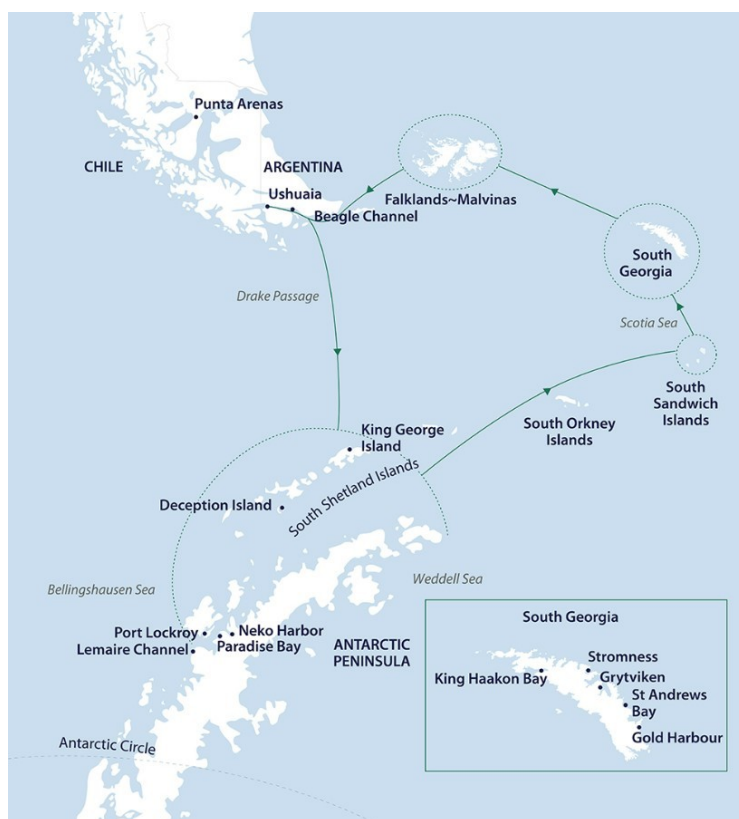 Punta Arenas
CHILE
ARGENTINA
Ushuaia
Beagle Channel
Falklands~Malvinas
South
Georgia
Drake Passage
Scotia Sea
South
Sandwich
Islands
South Orkney
Islands
King George
Island
South Shetland Islands
Deception Island
Bellingshausen Sea
Weddell Sea
Port Lockroy
Neko Harbor
Lemaire Channel
Paradise Bay
ANTARCTIC
PENINSULA
Antarctic Circle
South Georgia
King Haakon Bay
Stromness
Grytviken
St Andrews
Bay
Gold Harbour